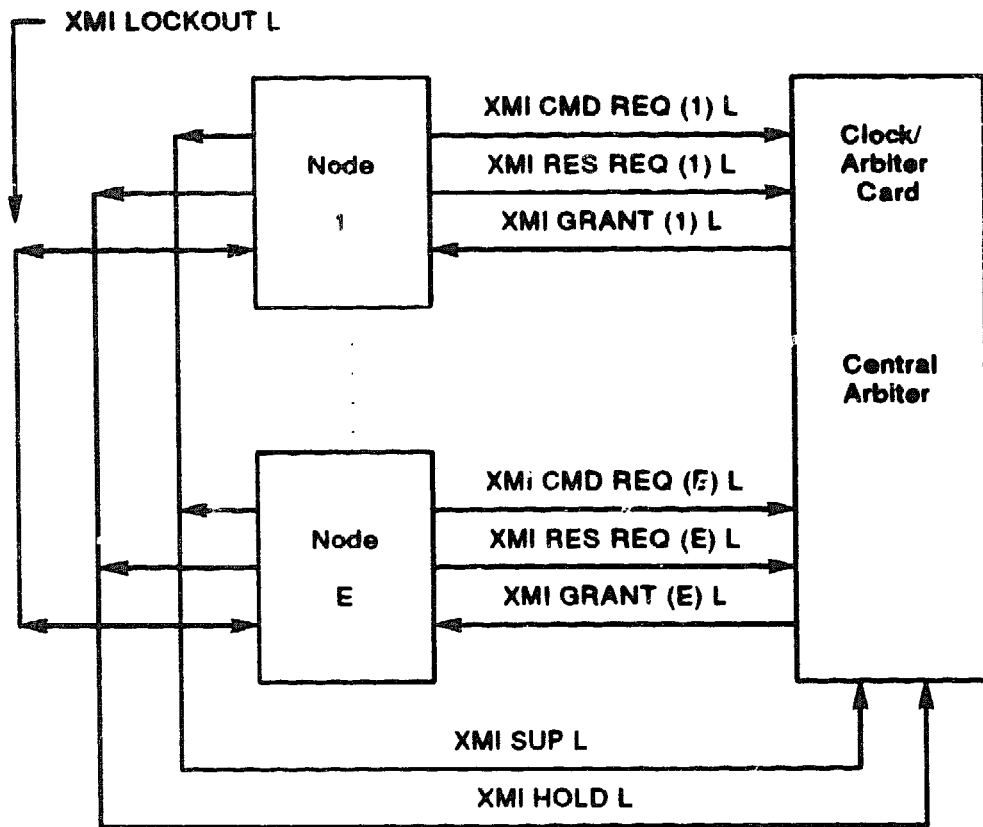 XMI LOCKOUT L
XMI CMD REQ (1) L
XMI RES REQ (1) L
XMI GRANT (1) L
Node
1
Clock/
Arbiter
Card
Central
Arbiter
XMi CMD REQ (E) L
XMI RES REQ (E) L
XMI GRANT (E) L
Node
E
XMI SUP L
XMI HOLD L